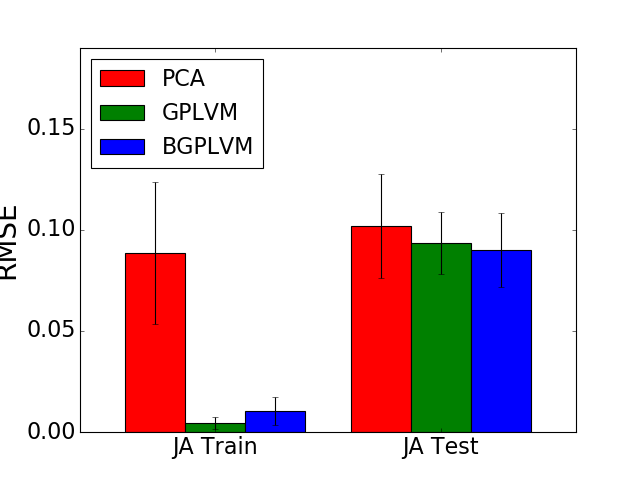 PCA
GPLVM
BGPLVM
0.15
0.10
0.05
0.00
RMSE
JA Train
JA Test